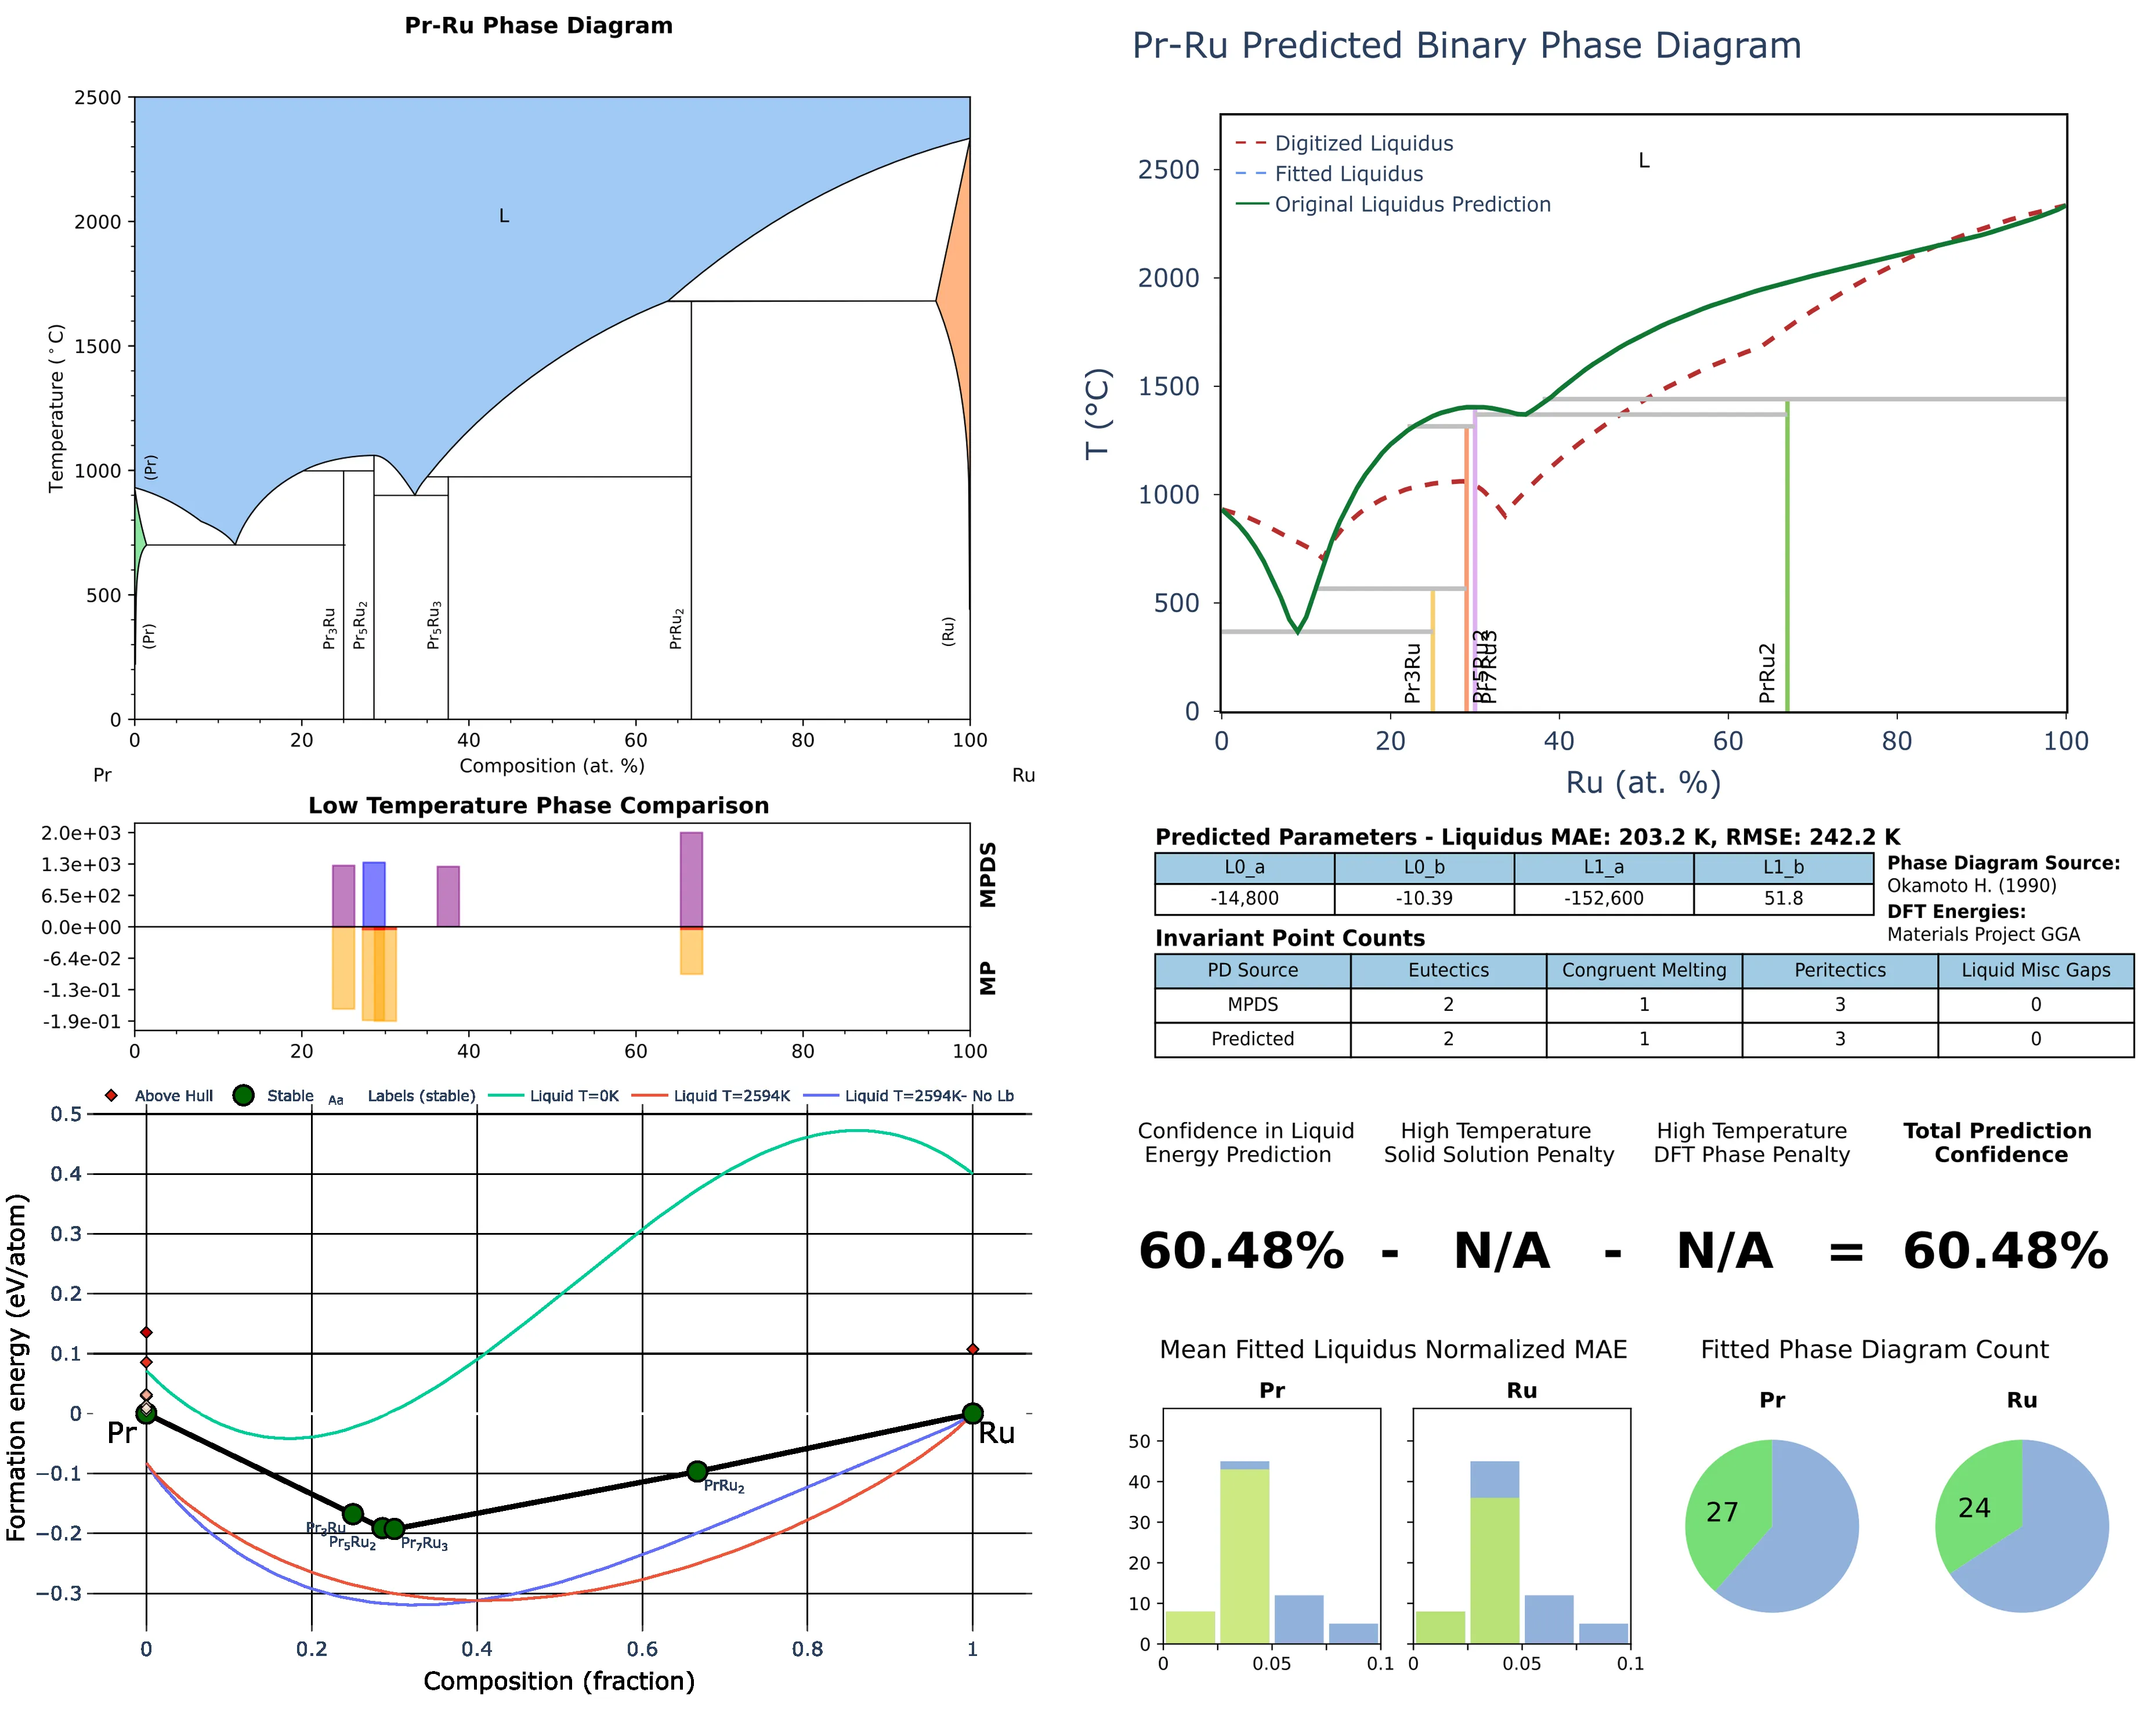 Pr-Ru Phase Diagram
2500
2000
1500
1000
500
0
Temperature (°C)
L
(Pr)
(Pr)
Pr₃Ru
Pr₅Ru₂
Pr₅Ru₃
PrRu₂
(Ru)
0 20 40 60 80 100
Composition (at. %)
Pr Ru
Pr-Ru Predicted Binary Phase Diagram
Digitized Liquidus
Fitted Liquidus
Original Liquidus Prediction
L
2500
2000
1500
1000
500
0
T (°C)
Pr3Ru
Pr5Ru2
Pr7Ru3
PrRu2
0 20 40 60 80 100
Ru (at. %)
Low Temperature Phase Comparison
2.0e+03
1.3e+03
6.5e+02
0.0e+00
-6.4e-02
-1.3e-01
-1.9e-01
MPDS
MP
0 20 40 60 80 100
Predicted Parameters - Liquidus MAE: 203.2 K, RMSE: 242.2 K
L0_a L0_b L1_a L1_b
-14,800 -10.39 -152,600 51.8
Phase Diagram Source:
Okamoto H. (1990)
DFT Energies:
Materials Project GGA
Invariant Point Counts
PD Source Eutectics Congruent Melting Peritectics Liquid Misc Gaps
MPDS 2 1 3 0
Predicted 2 1 3 0
Above Hull Stable Aa Labels (stable) Liquid T=0K Liquid T=2594K Liquid T=2594K- No Lb
0.5
0.4
0.3
0.2
0.1
0
−0.1
−0.2
−0.3
Formation energy (eV/atom)
Pr
Ru
Pr₃Ru
Pr₅Ru₂
Pr₇Ru₃
PrRu₂
0 0.2 0.4 0.6 0.8 1
Composition (fraction)
Confidence in Liquid
Energy Prediction
High Temperature
Solid Solution Penalty
High Temperature
DFT Phase Penalty
Total Prediction
Confidence
60.48% - N/A - N/A = 60.48%
Mean Fitted Liquidus Normalized MAE
Pr Ru
50
40
30
20
10
0
0 0.05 0.1
0 0.05 0.1
Fitted Phase Diagram Count
Pr Ru
27 24